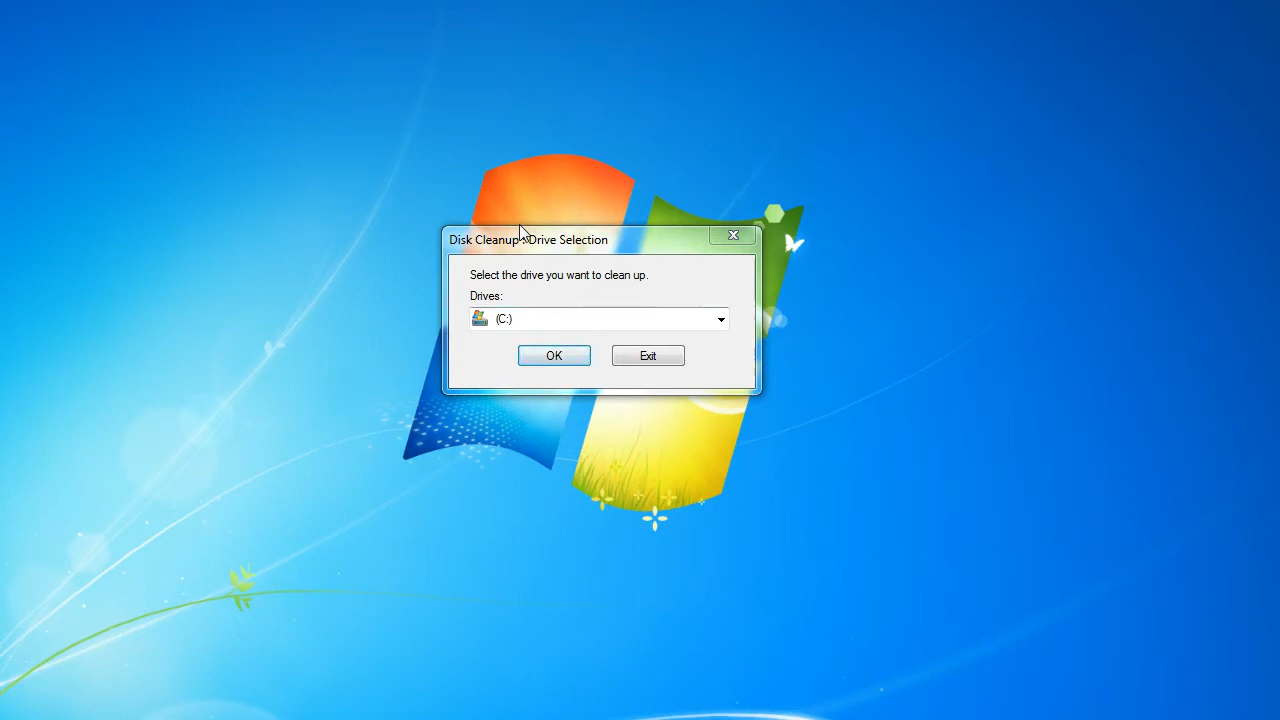 Disk Cleanup : Drive Selection
Select the drive you want to clean up.
Drives:
(C:)
OK
Exit